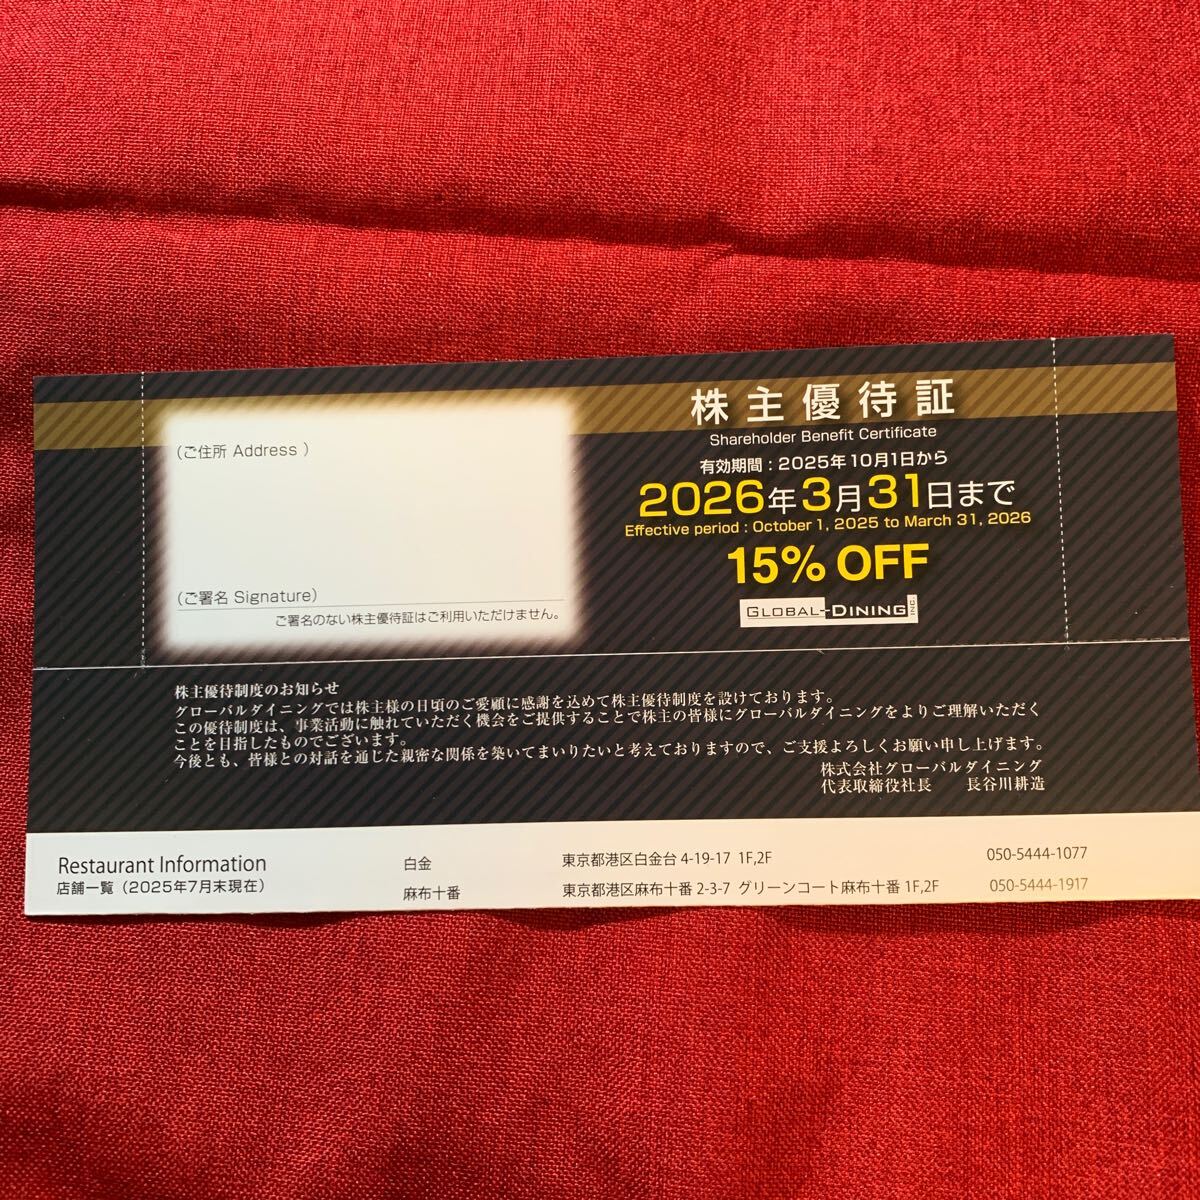 (ご住所 Address )
(ご署名 Signature)
ご署名のない株主優待証はご利用いただけません。
株主優待証
Shareholder Benefit Certificate
有効期間：2025年10月1日から
2026年3月31日まで
Effective period : October 1, 2025 to March 31, 2026
15% OFF
GLOBAL-DINING INC.
株主優待制度のお知らせ
グローバルダイニングでは株主様の日頃のご愛顧に感謝を込めて株主優待制度を設けております。
この優待制度は、事業活動に触れていただく機会をご提供することで株主の皆様にグローバルダイニングをよりご理解いただく
ことを目指したものでございます。
今後とも、皆様との対話を通した親密な関係を築いてまいりたいと考えておりますので、ご支援よろしくお願い申し上げます。
株式会社グローバルダイニング
代表取締役社長 長谷川耕造
Restaurant Information
店舗一覧（2025年7月末現在）
白金 東京都港区白金台 4-19-17 1F,2F 050-5444-1077
麻布十番 東京都港区麻布十番 2-3-7 グリーンコート麻布十番 1F,2F 050-5444-1917